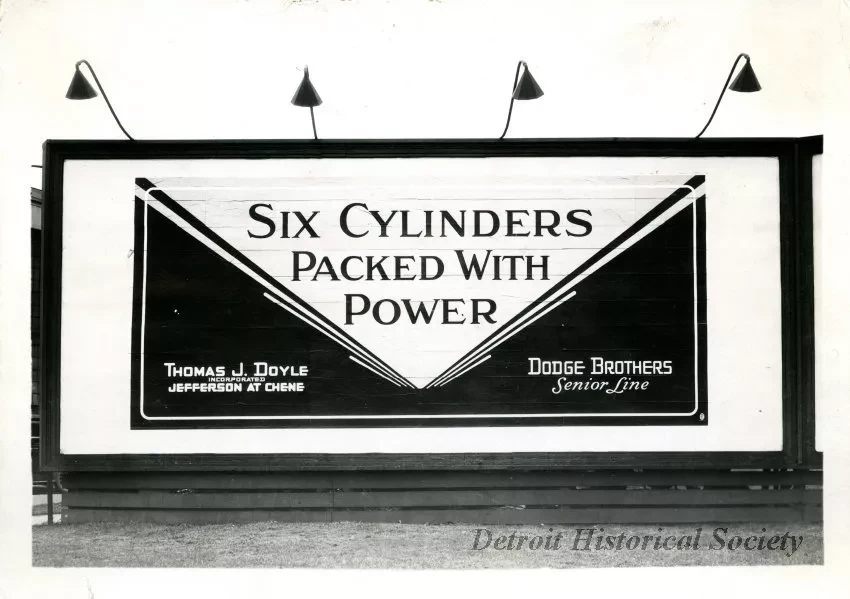 SIX CYLINDERS
PACKED WITH
POWER
THOMAS J. DOYLE
INCORPORATED
JEFFERSON AT CHENE
DODGE BROTHERS
Senior Line
Detroit Historical Society